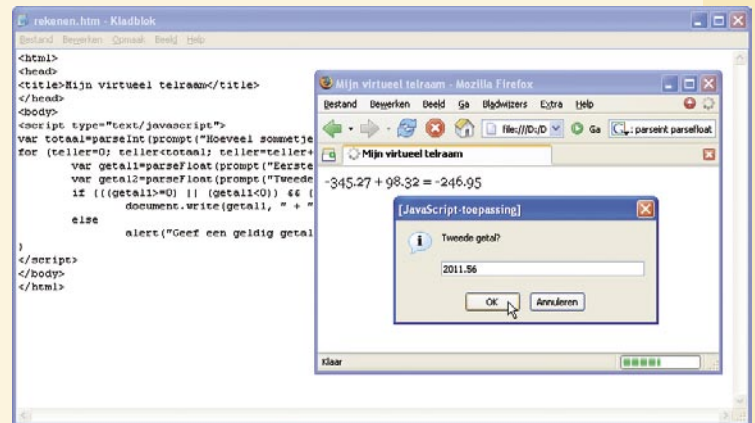 rekenen.htm - Kladblok
Bestand Bewerken Opmaak Beeld Help
<html>
<head>
<title>Mijn virtueel telraam</title>
</head>
<body>
<script type="text/javascript">
var totaal=parseInt(prompt("Hoeveel sommetje
for (teller=0; teller<totaal; teller=teller+
var getal1=parseFloat(prompt("Eerste
var getal2=parseFloat(prompt("Tweede
if (((getal1>=0) || (getal1<0)) && (
document.write(getal1, " + "
else
alert("Geef een geldig getal
}
</script>
</body>
</html>
Mijn virtueel telraam - Mozilla Firefox
Bestand Bewerken Beeld Ga Bladwijzers Extra Help
file:///D:/D Ga parseint parsefloat
Mijn virtueel telraam
-345.27 + 98.32 = -246.95
[JavaScript-toepassing]
Tweede getal?
2011.56
OK Annuleren
Klaar